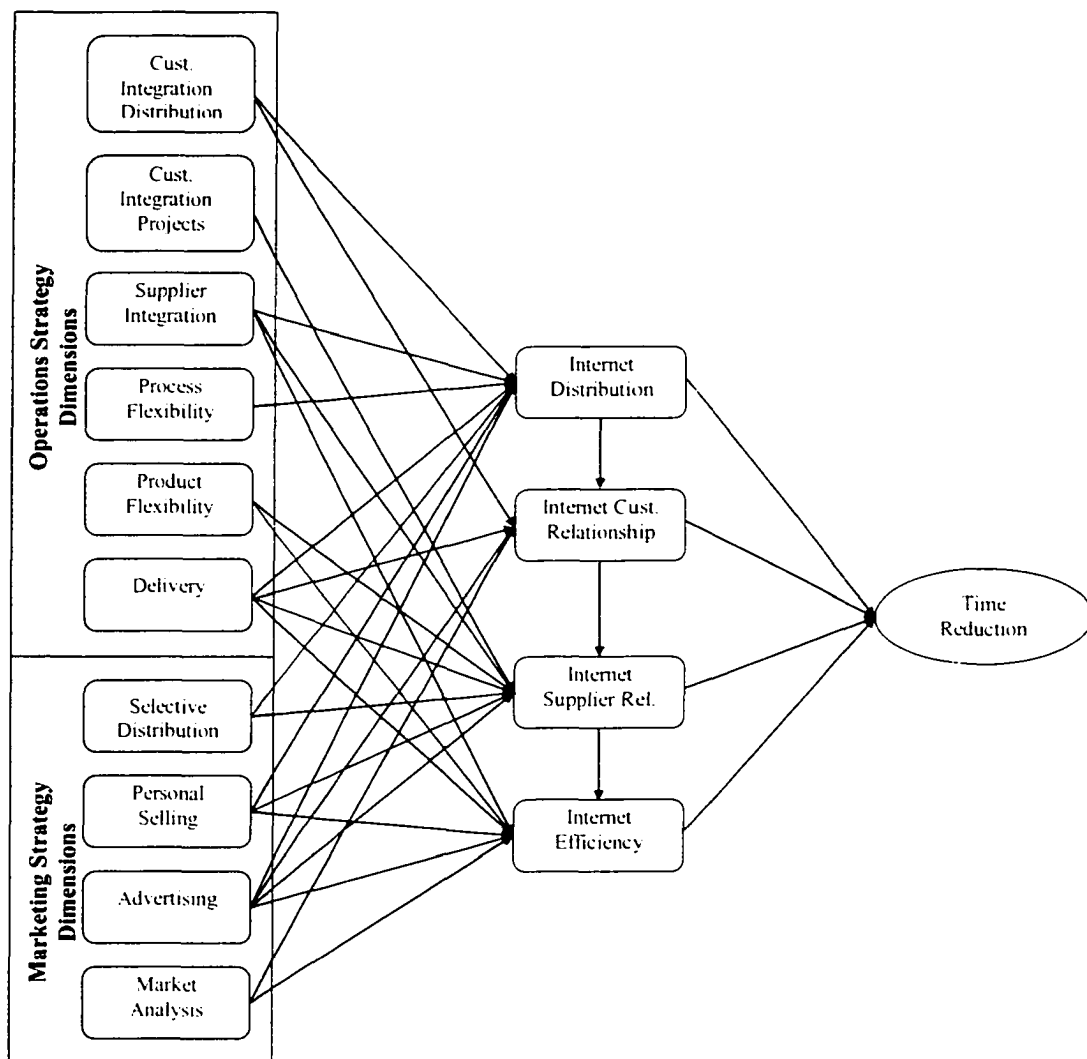 Operations Strategy
Dimensions
Cust.
Integration
Distribution
Cust.
Integration
Projects
Supplier
Integration
Process
Flexibility
Product
Flexibility
Delivery
Marketing Strategy
Dimensions
Selective
Distribution
Personal
Selling
Advertising
Market
Analysis
Internet
Distribution
Internet Cust.
Relationship
Internet
Supplier Rel.
Internet
Efficiency
Time
Reduction